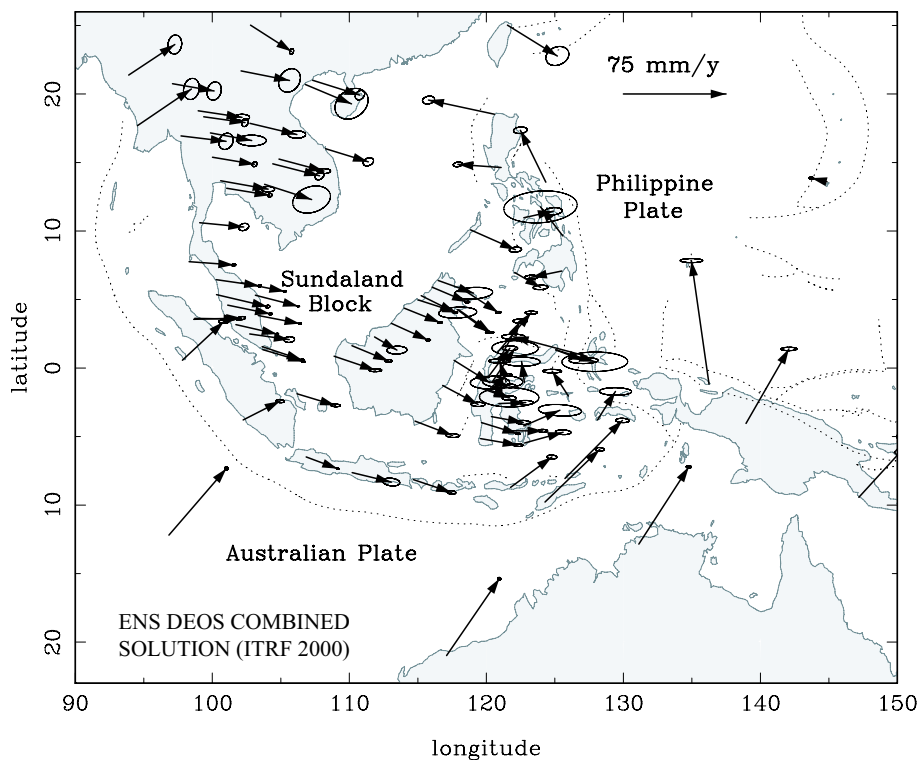 75 mm/y
Philippine
Plate
Sundaland
Block
Australian Plate
ENS DEOS COMBINED
SOLUTION (ITRF 2000)
latitude
20
10
0
10
20
90
100
110
120
130
140
150
longitude